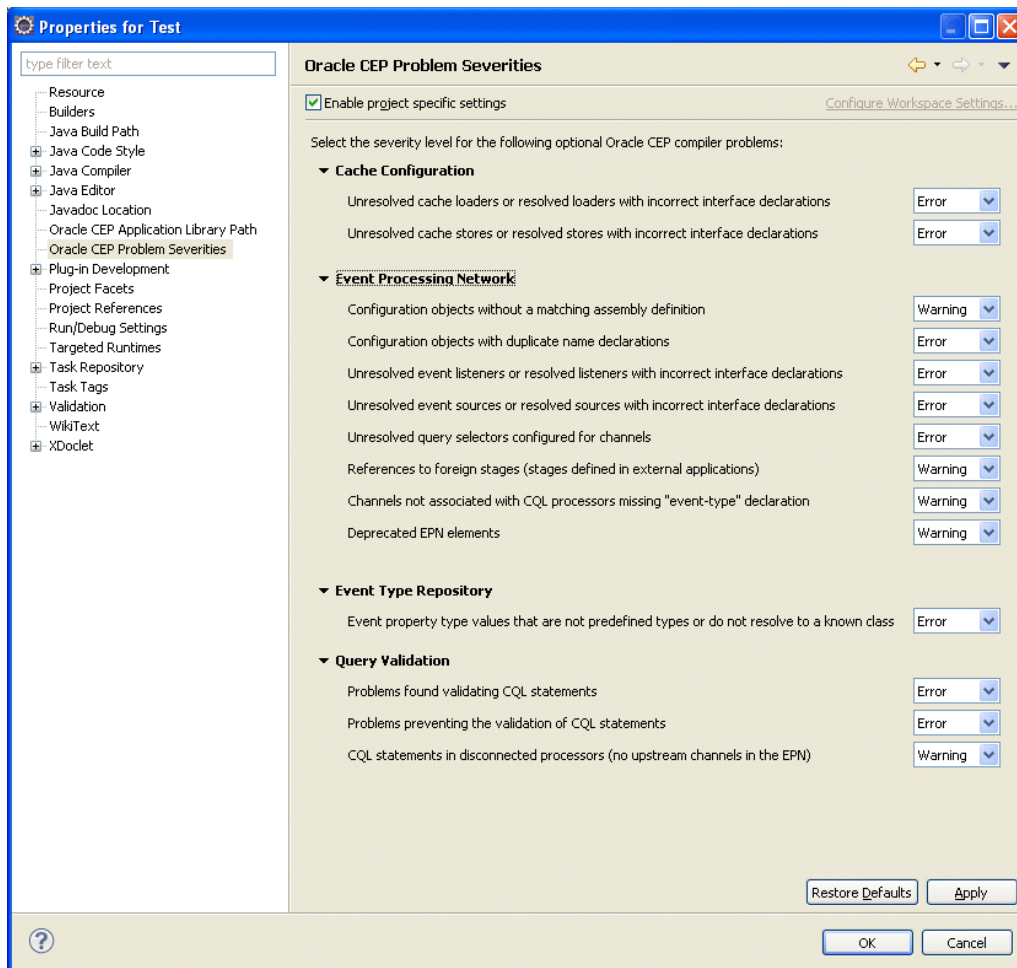 Properties for Test
type filter text
Resource
Builders
Java Build Path
Java Code Style
Java Compiler
Java Editor
Javadoc Location
Oracle CEP Application Library Path
Oracle CEP Problem Severities
Plug-in Development
Project Facets
Project References
Run/Debug Settings
Targeted Runtimes
Task Repository
Task Tags
Validation
WikiText
XDoclet
Oracle CEP Problem Severities
Enable project specific settings
Configure Workspace Settings...
Select the severity level for the following optional Oracle CEP compiler problems:
Cache Configuration
Unresolved cache loaders or resolved loaders with incorrect interface declarations Error
Unresolved cache stores or resolved stores with incorrect interface declarations Error
Event Processing Network
Configuration objects without a matching assembly definition Warning
Configuration objects with duplicate name declarations Error
Unresolved event listeners or resolved listeners with incorrect interface declarations Error
Unresolved event sources or resolved sources with incorrect interface declarations Error
Unresolved query selectors configured for channels Error
References to foreign stages (stages defined in external applications) Warning
Channels not associated with CQL processors missing "event-type" declaration Warning
Deprecated EPN elements Warning
Event Type Repository
Event property type values that are not predefined types or do not resolve to a known class Error
Query Validation
Problems found validating CQL statements Error
Problems preventing the validation of CQL statements Error
CQL statements in disconnected processors (no upstream channels in the EPN) Warning
Restore Defaults
Apply
?
OK
Cancel